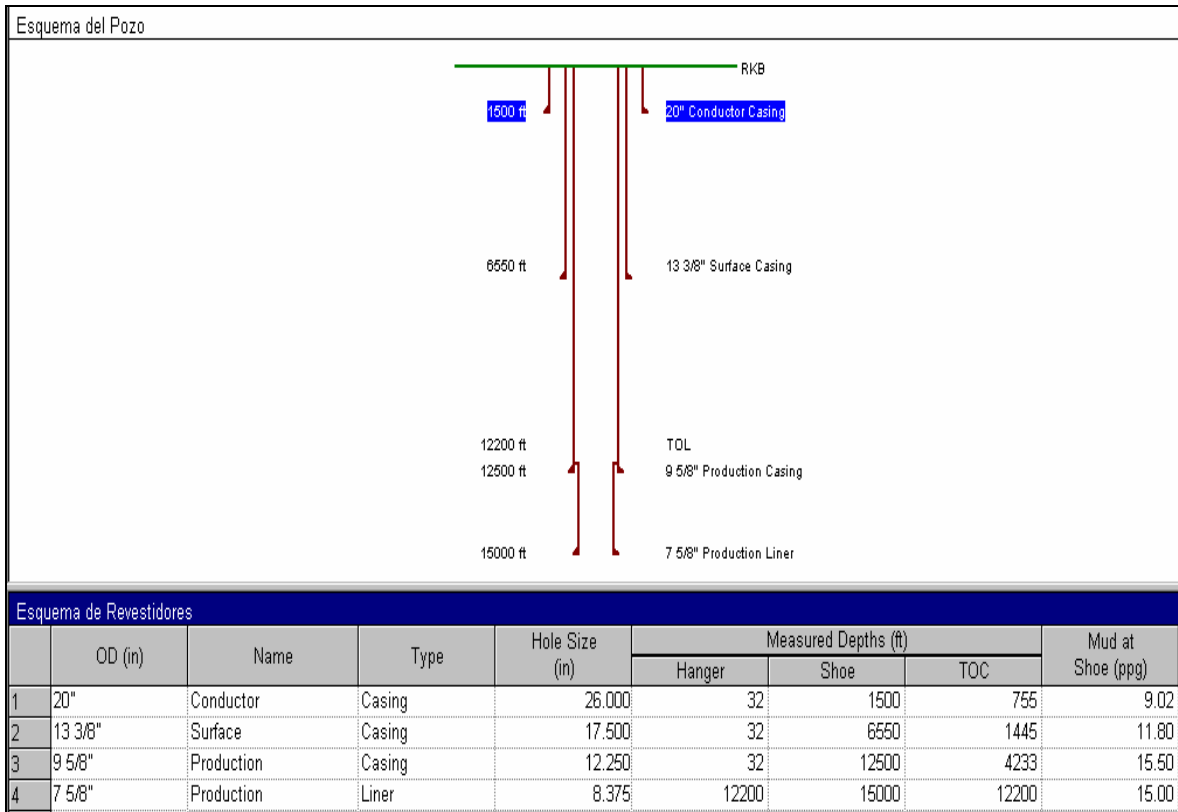 Esquema del Pozo
RKB
1500 ft 20" Conductor Casing
6550 ft 13 3/8" Surface Casing
12200 ft TOL
12500 ft 9 5/8" Production Casing
15000 ft 7 5/8" Production Liner
Esquema de Revestidores
OD (in) Name Type Hole Size (in) Measured Depths (ft) Mud at Shoe (ppg)
Hanger Shoe TOC
1 20" Conductor Casing 26.000 32 1500 755 9.02
2 13 3/8" Surface Casing 17.500 32 6550 1445 11.80
3 9 5/8" Production Casing 12.250 32 12500 4233 15.50
4 7 5/8" Production Liner 8.375 12200 15000 12200 15.00